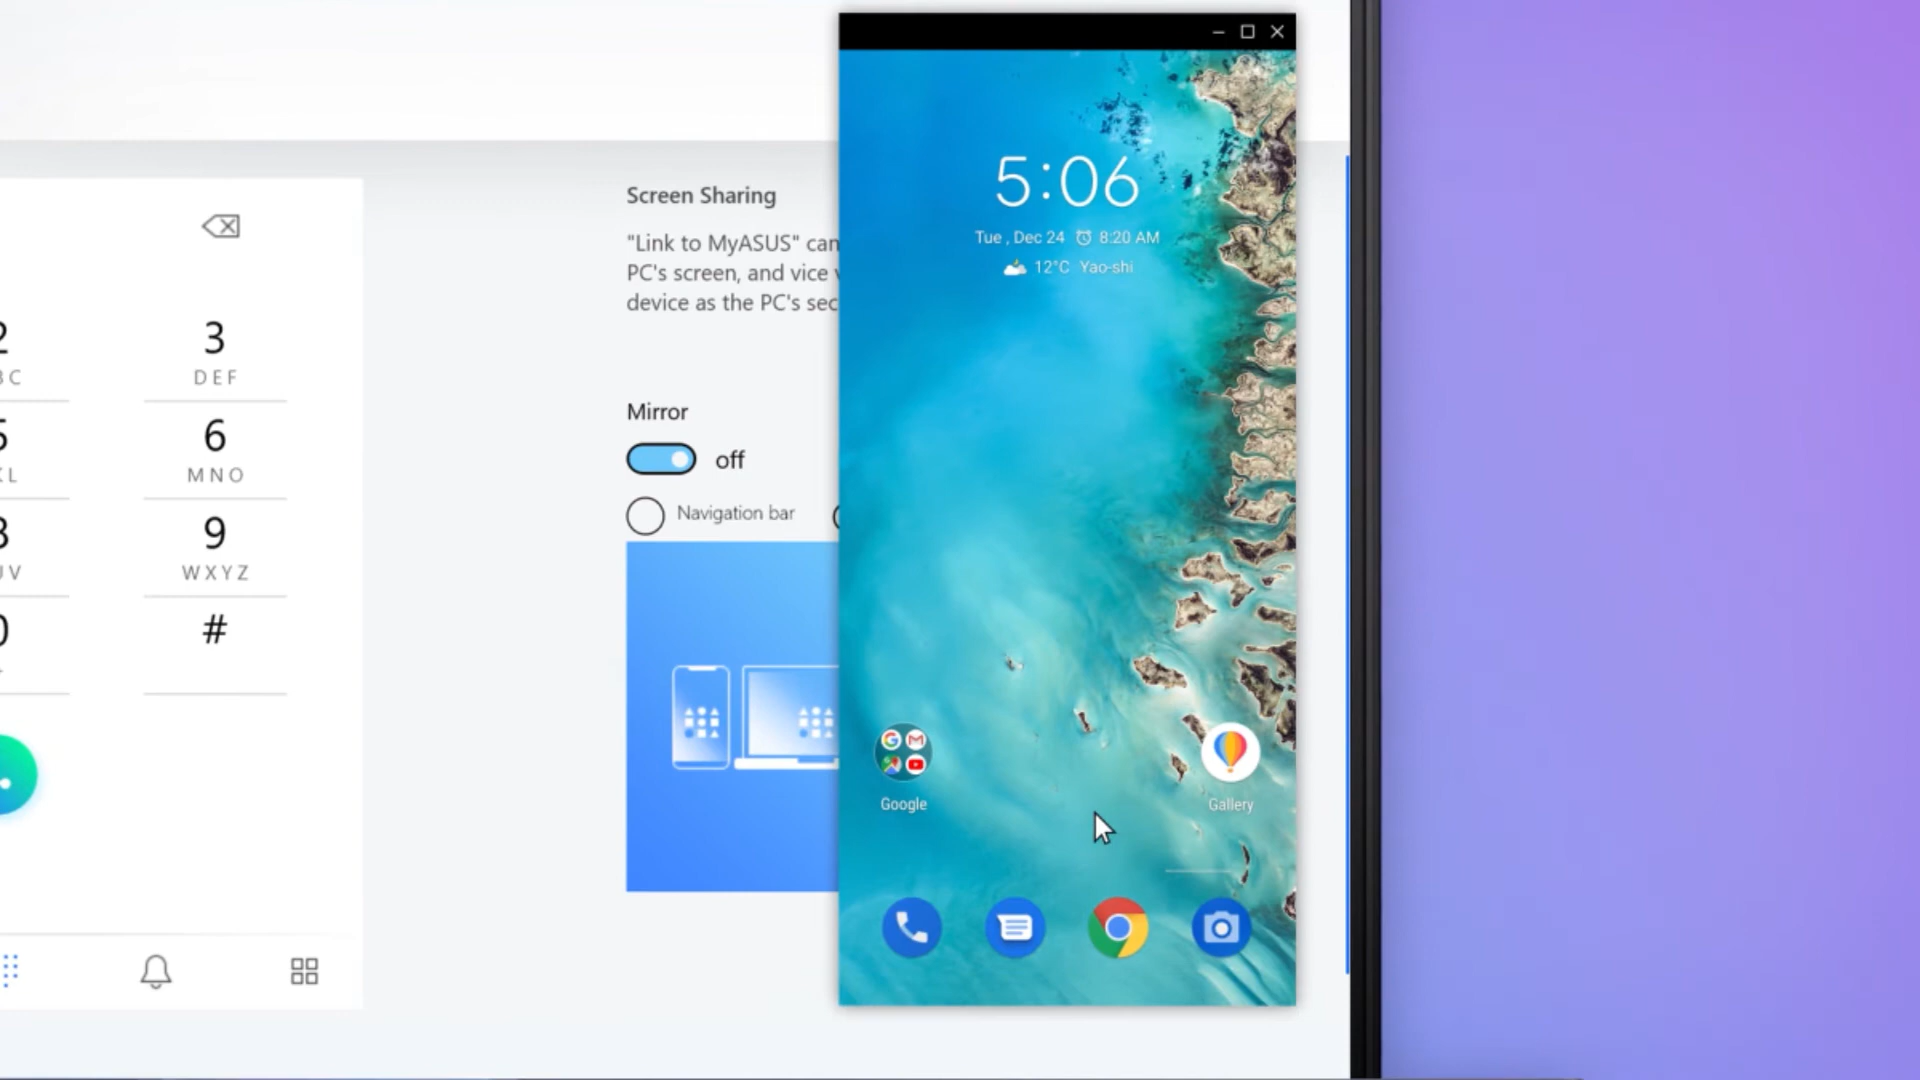 3
DEF
6
MNO
9
WXYZ
#
Screen Sharing
"Link to MyASUS" can
PC's screen, and vice
device as the PC's
Mirror
off
Navigation bar
5:06
Tue , Dec 24 8:20 AM
12°C Yao-shi
Google
Gallery